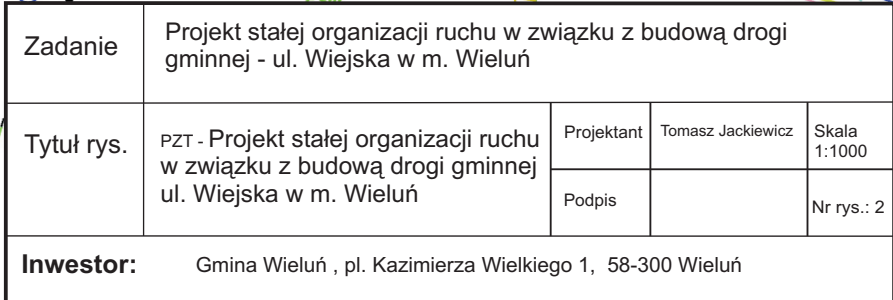 Zadanie
Projekt stałej organizacji ruchu w związku z budową drogi
gminnej - ul. Wiejska w m. Wieluń
Tytuł rys.
PZT - Projekt stałej organizacji ruchu
w związku z budową drogi gminnej
ul. Wiejska w m. Wieluń
Projektant
Tomasz Jackiewicz
Skala
1:1000
Podpis
Nr rys.: 2
Inwestor:
Gmina Wieluń , pl. Kazimierza Wielkiego 1, 58-300 Wieluń